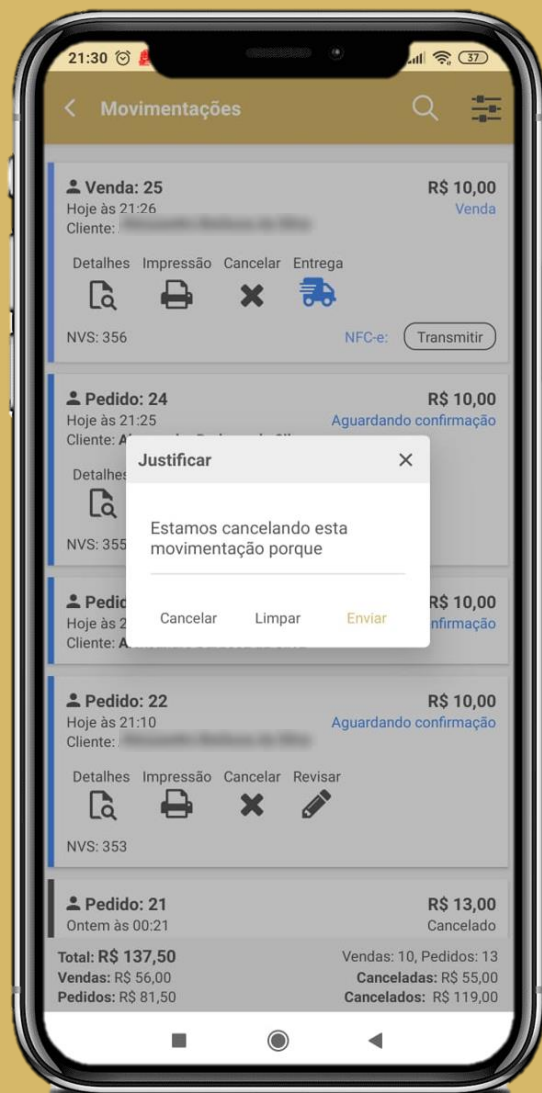 21:30
37
Movimentações
Venda: 25 R$ 10,00
Hoje às 21:26 Venda
Cliente:
Detalhes Impressão Cancelar Entrega
NVS: 356 NFC-e: Transmitir
Pedido: 24 R$ 10,00
Hoje às 21:25 Aguardando confirmação
Cliente:
Detalhes
NVS: 355
Justificar
Estamos cancelando esta
movimentação porque
Cancelar Limpar Enviar
R$ 10,00
Hoje às
Cliente:
Pedido: 22 R$ 10,00
Hoje às 21:10 Aguardando confirmação
Cliente:
Detalhes Impressão Cancelar Revisar
NVS: 353
Pedido: 21 R$ 13,00
Ontem às 00:21 Cancelado
Total: R$ 137,50 Vendas: 10, Pedidos: 13
Vendas: R$ 56,00 Canceladas: R$ 55,00
Pedidos: R$ 81,50 Cancelados: R$ 119,00